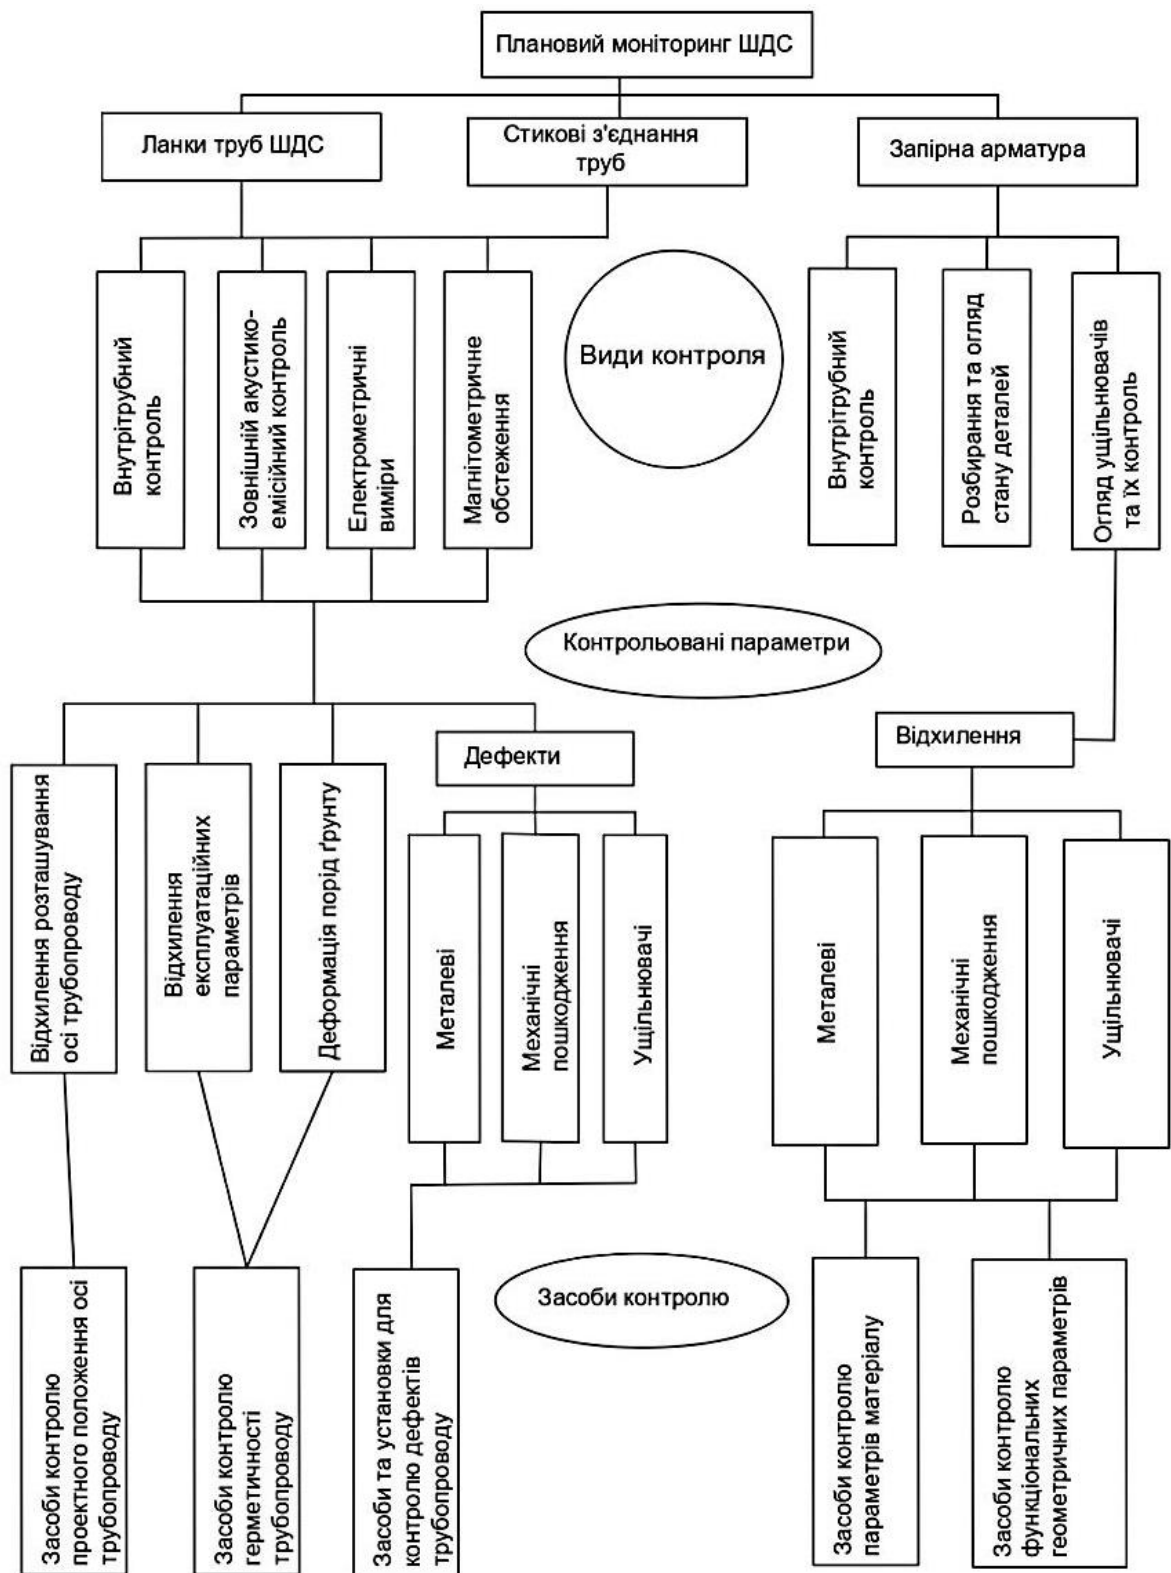 Плановий моніторинг ШДС
Ланки труб ШДС
Стикові з'єднання
труб
Запірна арматура
Внутрітрубний
контроль
Зовнішній акустико-
емісійний контроль
Електрометричні
виміри
Магнітометричне
обстеження
Види контроля
Внутрітрубний
контроль
Розбирання та огляд
стану деталей
Огляд ущільнювачів
та їх контроль
Контрольовані параметри
Відхилення розташування
осі трубопроводу
Відхилення
експлуатаційних
параметрів
Деформація порід ґрунту
Дефекти
Металеві
Механічні
пошкодження
Ущільнювачі
Відхилення
Металеві
Механічні
пошкодження
Ущільнювачі
Засоби контролю
проектного положення осі
трубопроводу
Засоби контролю
герметичності
трубопроводу
Засоби та установки для
контролю дефектів
трубопроводу
Засоби контролю
Засоби контролю
параметрів матеріалу
Засоби контролю
функціональних
геометричних параметрів